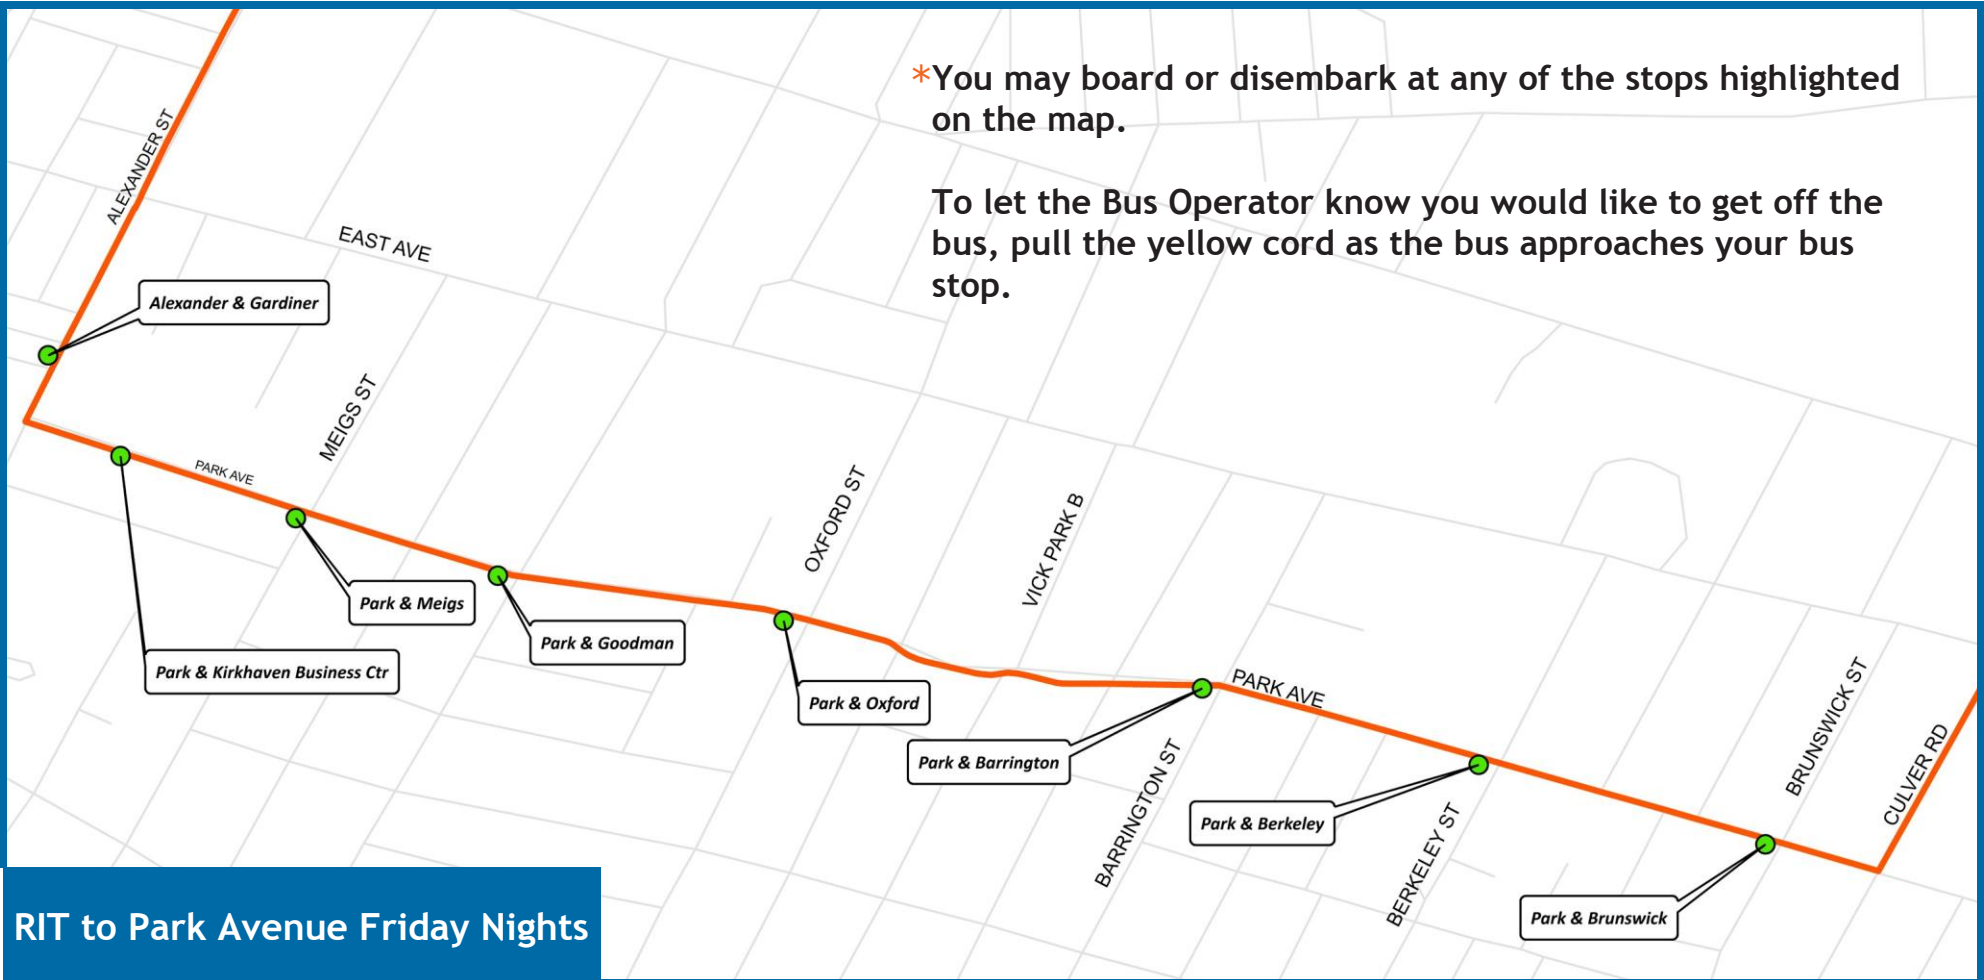 *You may board or disembark at any of the stops highlighted
on the map.
To let the Bus Operator know you would like to get off the
bus, pull the yellow cord as the bus approaches your bus
stop.
ALEXANDER ST
EAST AVE
Alexander & Gardiner
MEIGS ST
PARK AVE
OXFORD ST
VICK PARK B
Park & Meigs
Park & Goodman
Park & Kirkhaven Business Ctr
Park & Oxford
PARK AVE
Park & Barrington
BARRINGTON ST
BRUNSWICK ST
CULVER RD
Park & Berkeley
BERKELEY ST
Park & Brunswick
RIT to Park Avenue Friday Nights